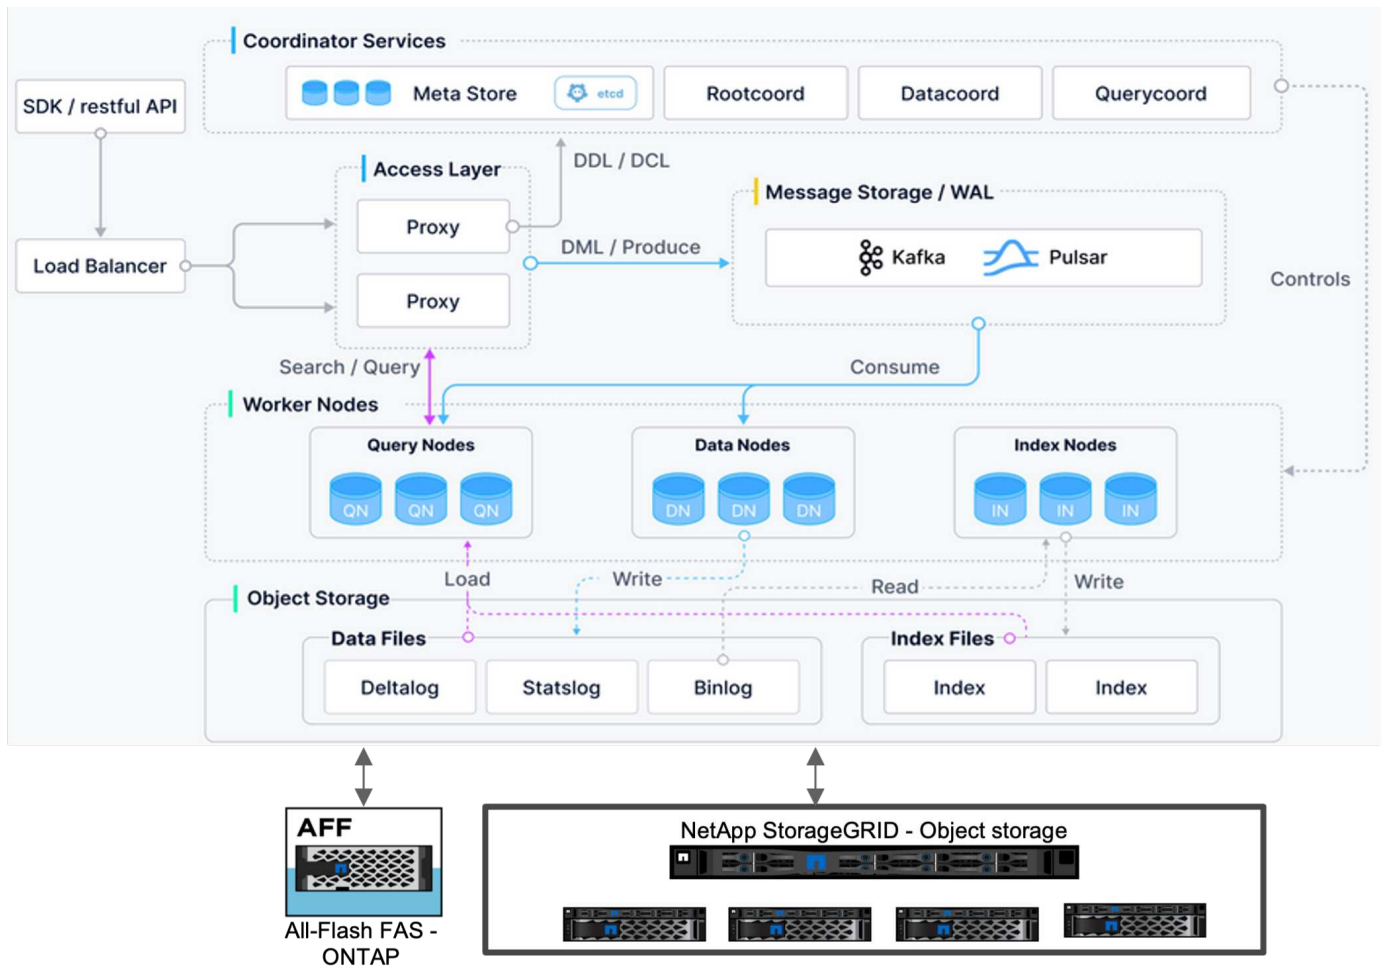 Coordinator Services
Meta Store
etcd
Rootcoord
Datacoord
Querycoord
SDK / restful API
DDL / DCL
Access Layer
Proxy
Proxy
Load Balancer
DML / Produce
Message Storage / WAL
Kafka
Pulsar
Controls
Search / Query
Consume
Worker Nodes
Query Nodes
QN
QN
QN
Data Nodes
DN
DN
DN
Index Nodes
IN
IN
IN
Load
Write
Read
Write
Object Storage
Data Files
Deltalog
Statslog
Binlog
Index Files
Index
Index
AFF
All-Flash FAS -
ONTAP
NetApp StorageGRID - Object storage